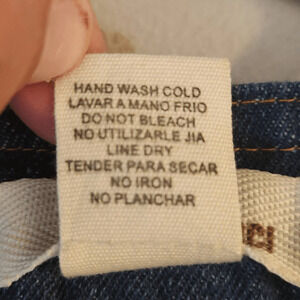 HAND WASH COLD
LAVAR A MANO FRIO
DO NOT BLEACH
NO UTILIZARLE JIA
LINE DRY
TENDER PARA SECAR
NO IRON
NO PLANCHAR